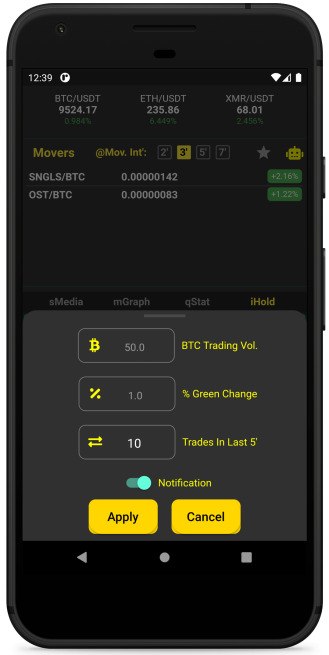 12:39
BTC/USDT ETH/USDT XMR/USDT
9524.17 235.86 68.01
0.984% 6.449% 2.456%
Movers @Mov. Int': 2' 3' 5' 7'
SNGLS/BTC 0.00000142 +2.16%
OST/BTC 0.00000083 +1.22%
sMedia mGraph qStat iHold
50.0 BTC Trading Vol.
1.0 % Green Change
10 Trades In Last 5'
Notification
Apply Cancel